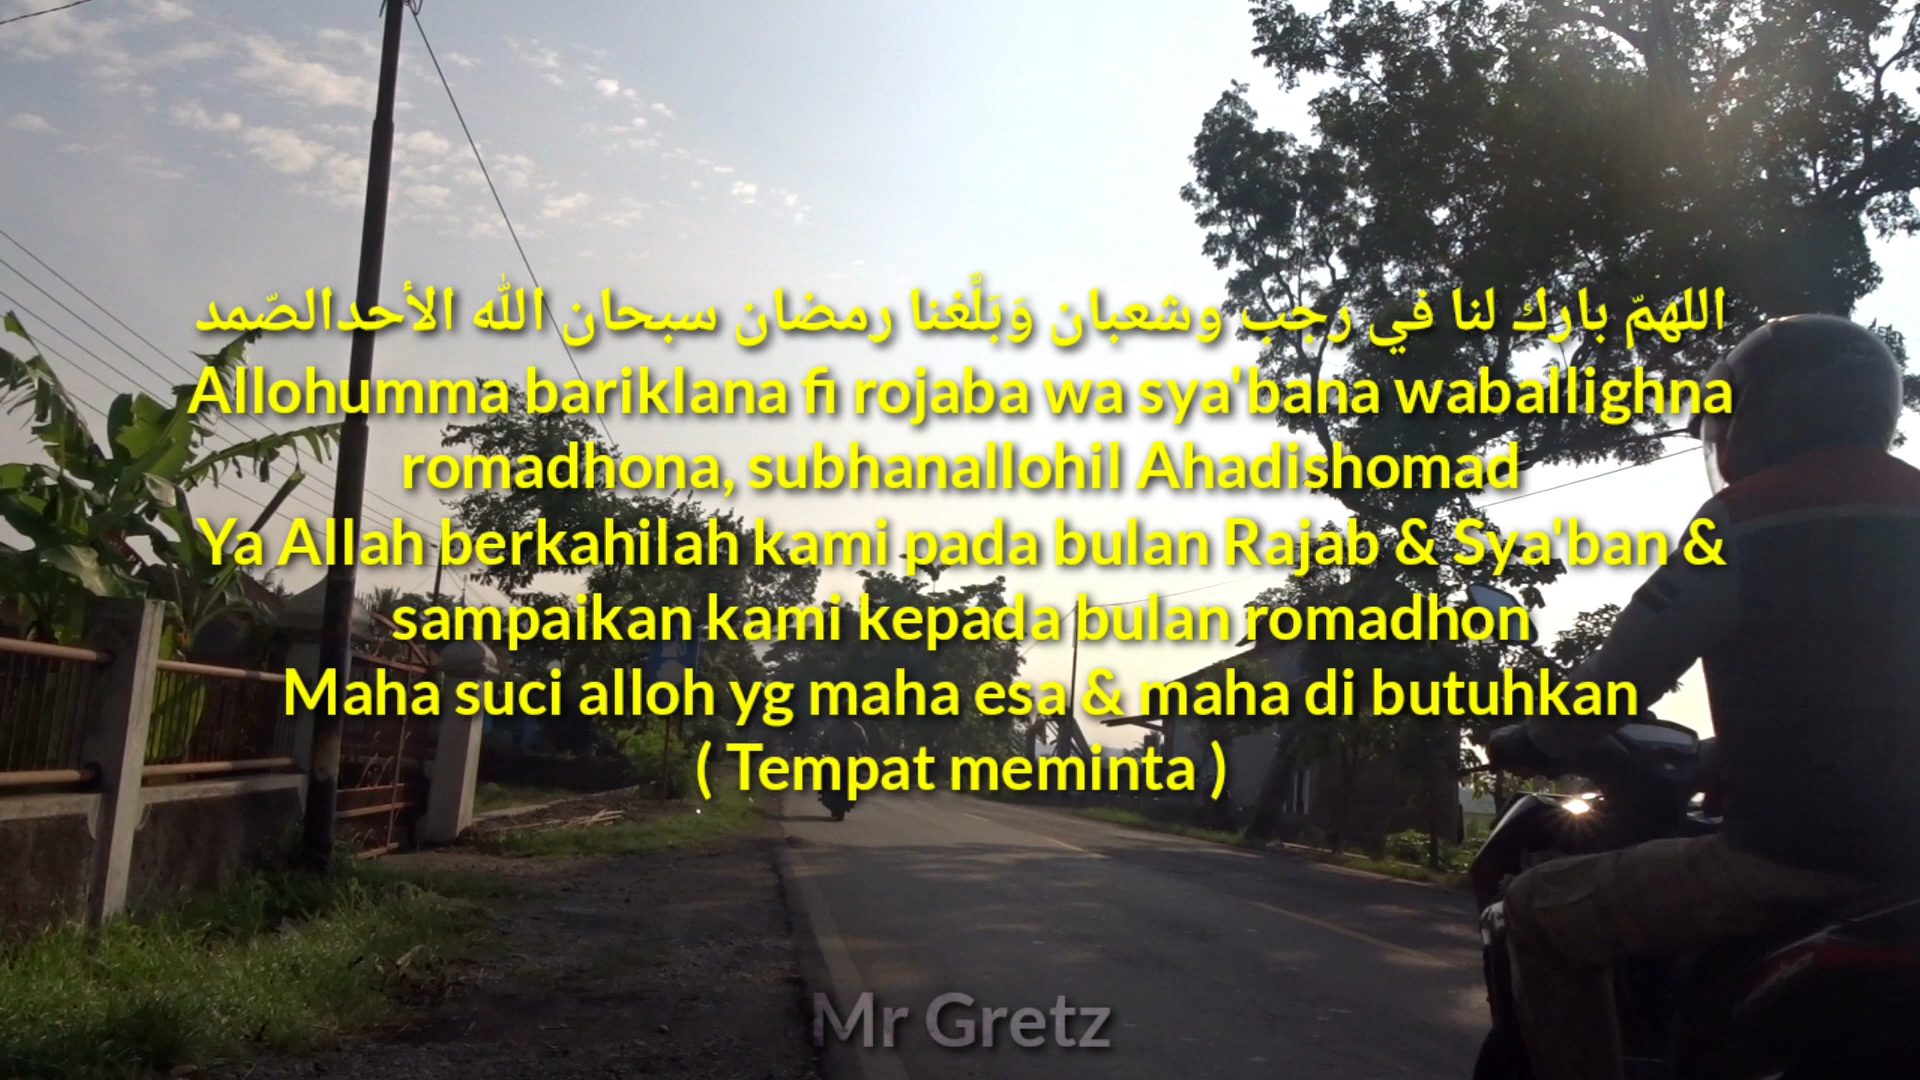 اللهمّ بارك لنا في رجب وشعبان وَبَلِّغنا رمضان سبحان الله الأحدالصّمد
Allohumma bariklana fi rojaba wa sya'bana waballighna
romadhona, subhanallohil Ahadishomad
Ya Allah berkahilah kami pada bulan Rajab & Sya'ban &
sampaikan kami kepada bulan romadhon
Maha suci alloh yg maha esa & maha di butuhkan
( Tempat meminta )
Mr Gretz